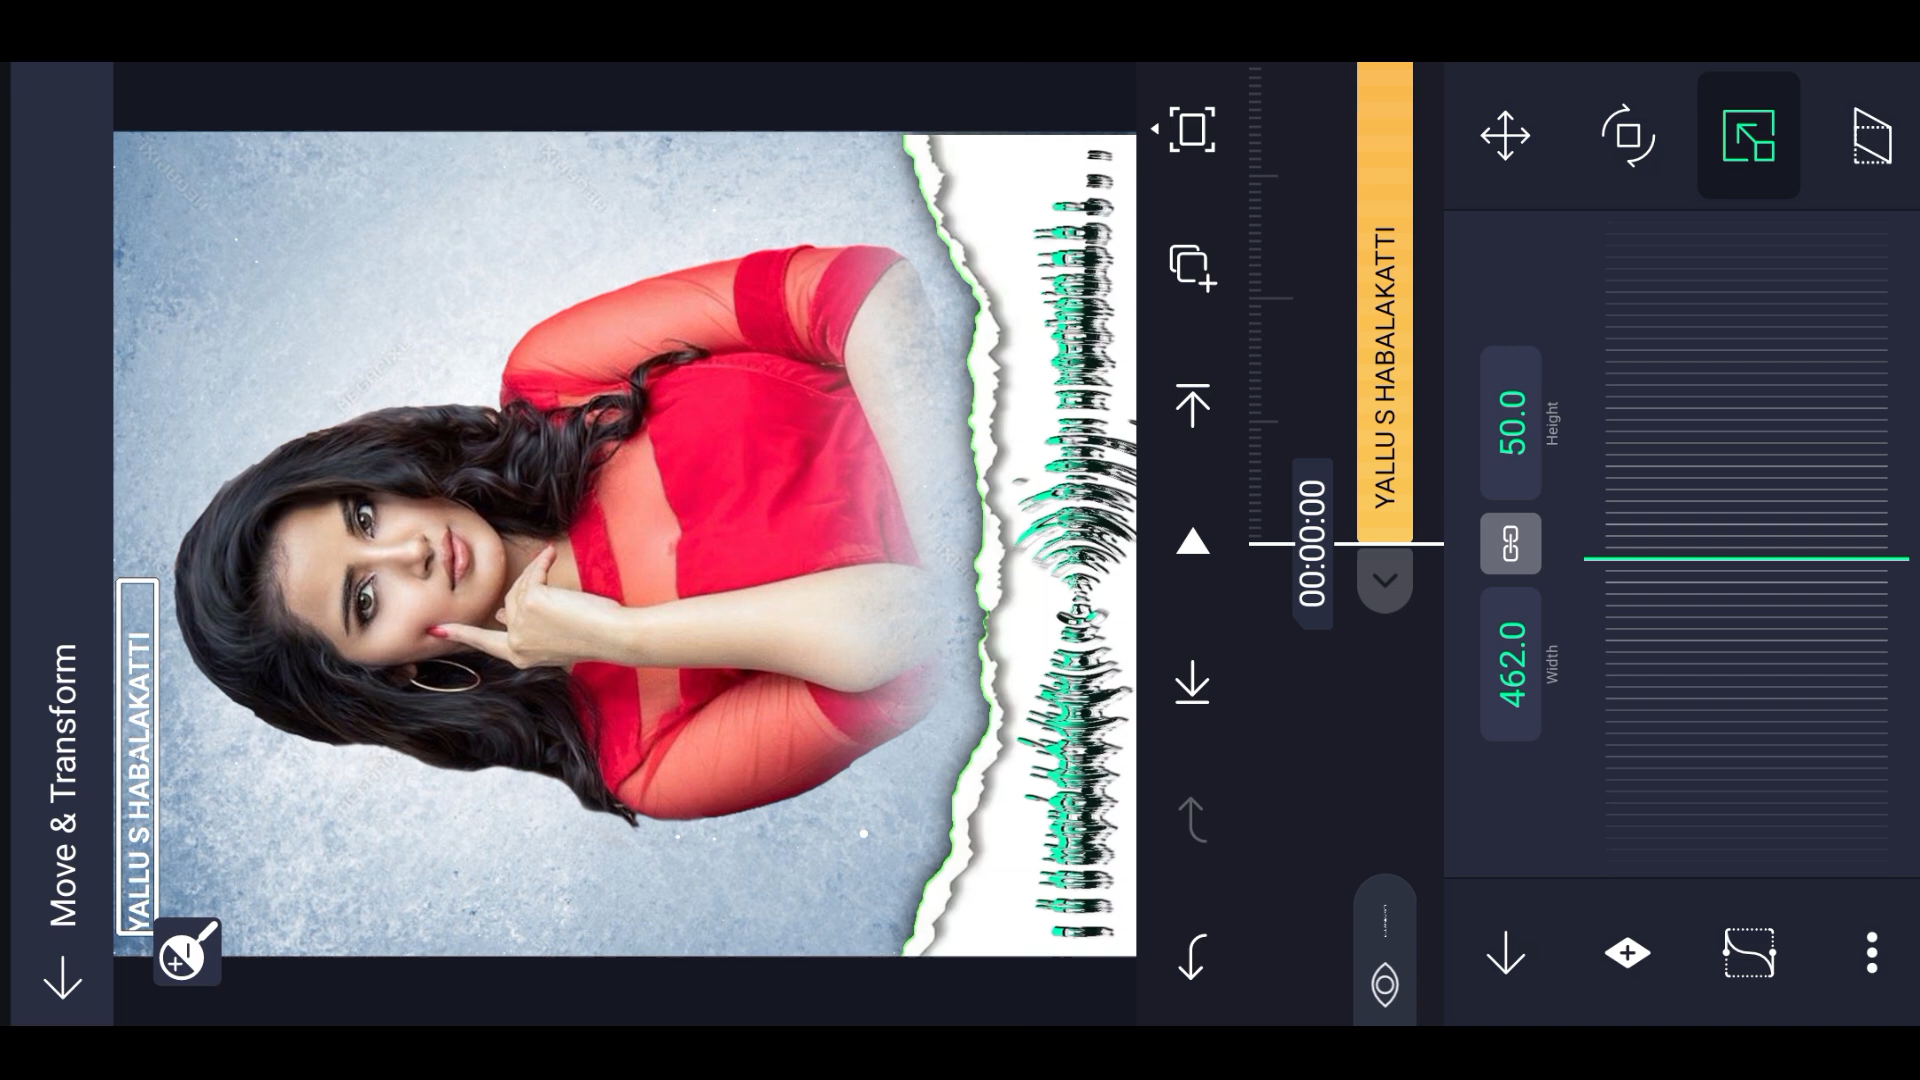 Move & Transform
YALLU S HABALAKATTI
00:00:00
YALLU S HABALAKATTI
462.0
Width
50.0
Height